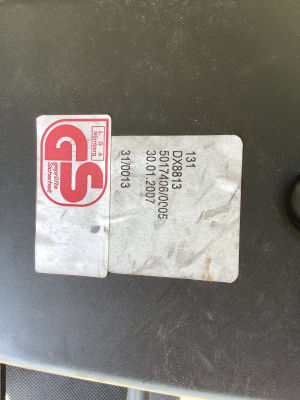 L G A
Nürnberg
GS
geprüfte
Sicherheit
131
DX8813
5017406/0005
30.01.2007
31/0013